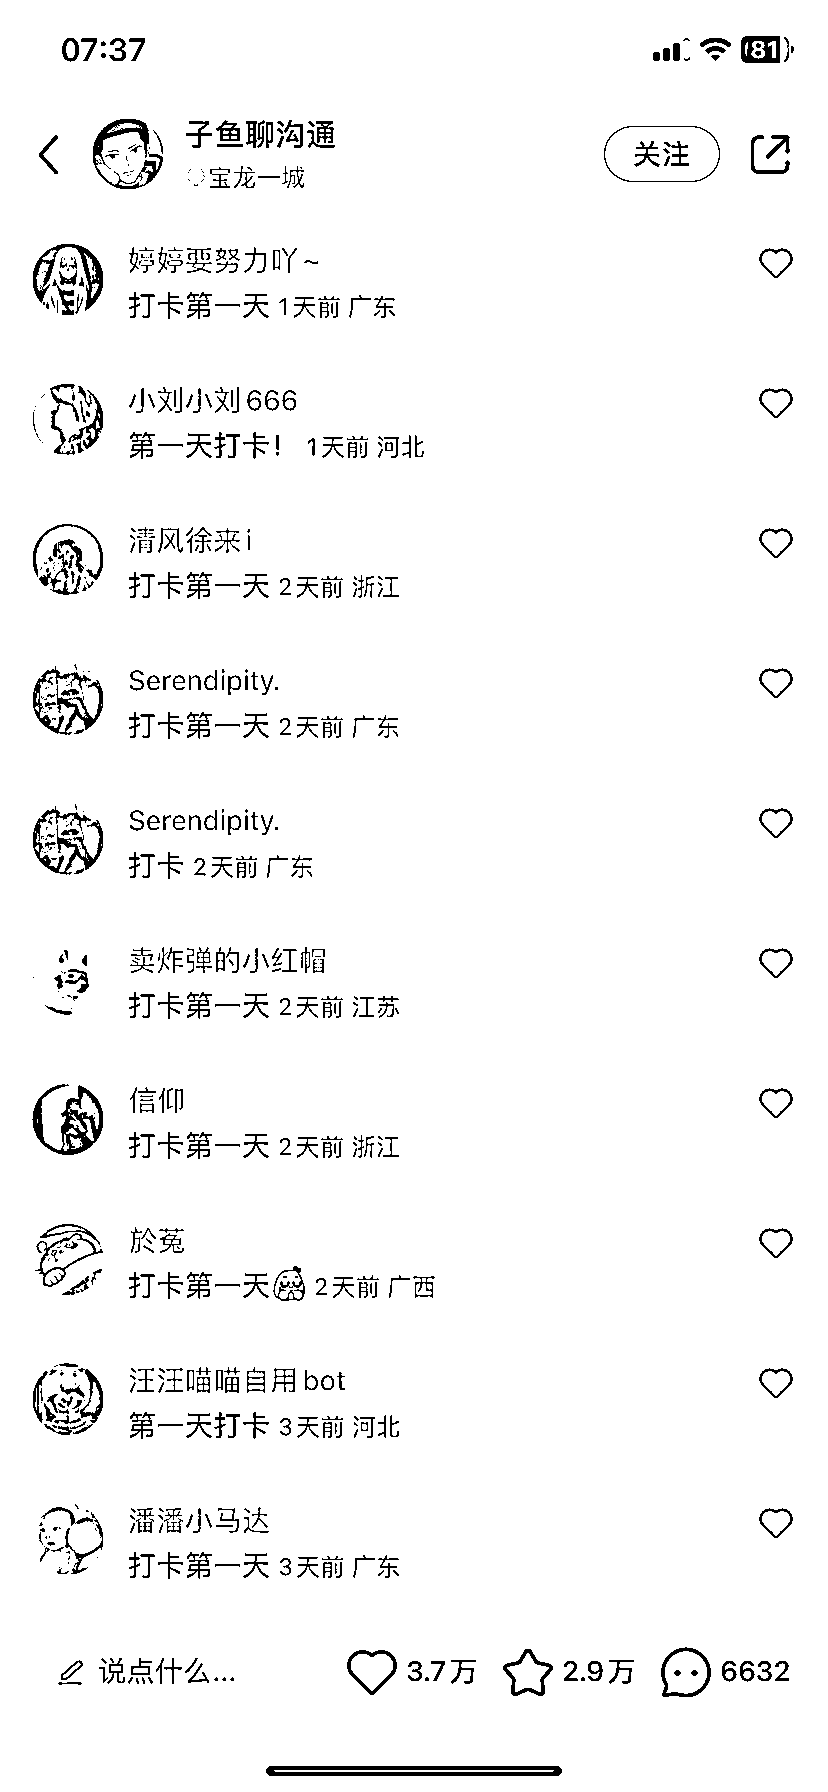 07:37
81
子鱼聊沟通
宝龙一城
关注
婷婷要努力吖~
打卡第一天 1天前 广东
小刘小刘666
第一天打卡！ 1天前 河北
清风徐来i
打卡第一天 2天前 浙江
Serendipity.
打卡第一天 2天前 广东
Serendipity.
打卡 2天前 广东
卖炸弹的小红帽
打卡第一天 2天前 江苏
信仰
打卡第一天 2天前 浙江
於菟
打卡第一天 2天前 广西
汪汪喵喵自用bot
第一天打卡 3天前 河北
潘潘小马达
打卡第一天 3天前 广东
说点什么... 3.7万 2.9万 6632